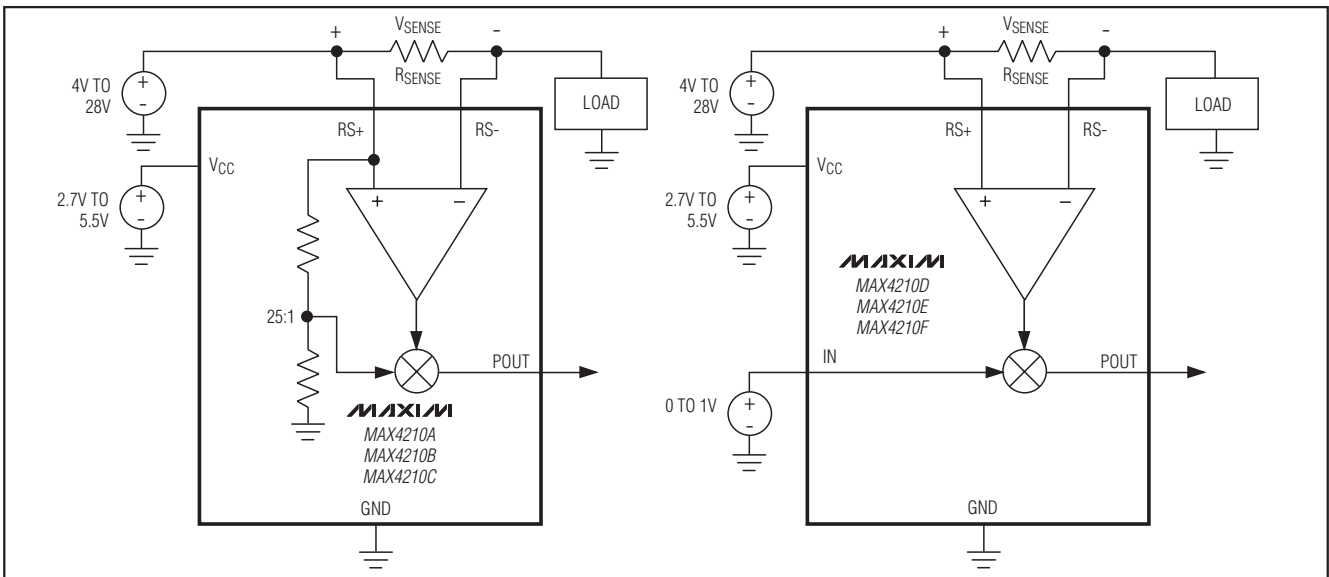 +
VSENSE
-
RSENSE
4V TO
28V
+
-
LOAD
RS+
RS-
VCC
2.7V TO
5.5V
+
-
+
−
25:1
POUT
MAXIM
MAX4210A
MAX4210B
MAX4210C
GND
+
VSENSE
-
RSENSE
4V TO
28V
+
-
LOAD
RS+
RS-
VCC
2.7V TO
5.5V
+
-
+
−
MAXIM
MAX4210D
MAX4210E
MAX4210F
IN
POUT
0 TO 1V
+
-
GND